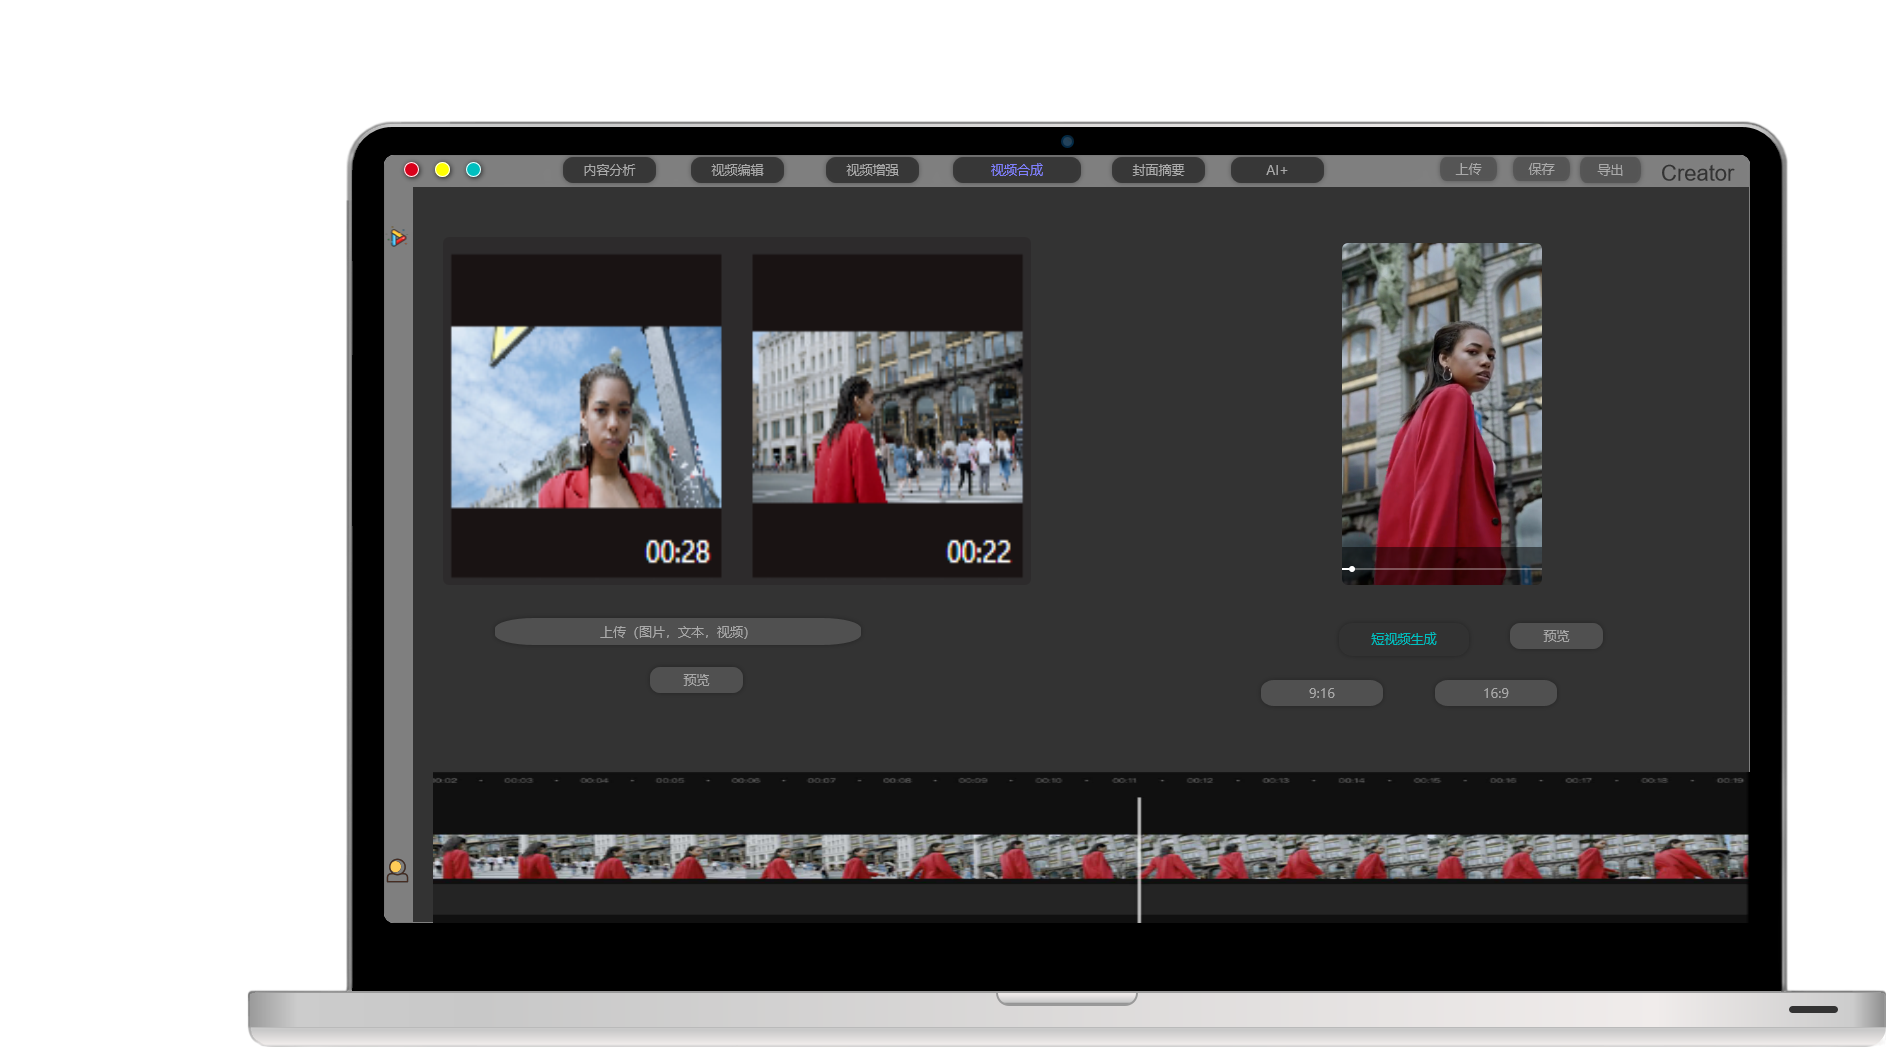 内容分析
视频编辑
视频增强
视频合成
封面摘要
AI+
上传
保存
导出
Creator
00:28
00:22
上传（图片，文本，视频)
预览
短视频生成
预览
9:16
16:9
00:02 - 00:03 - 00:04 - 00:05 - 00:06 - 00:07 - 00:08 - 00:09 - 00:10 - 00:11 - 00:12 - 00:13 - 00:14 - 00:15 - 00:16 - 00:17 - 00:18 - 00:19